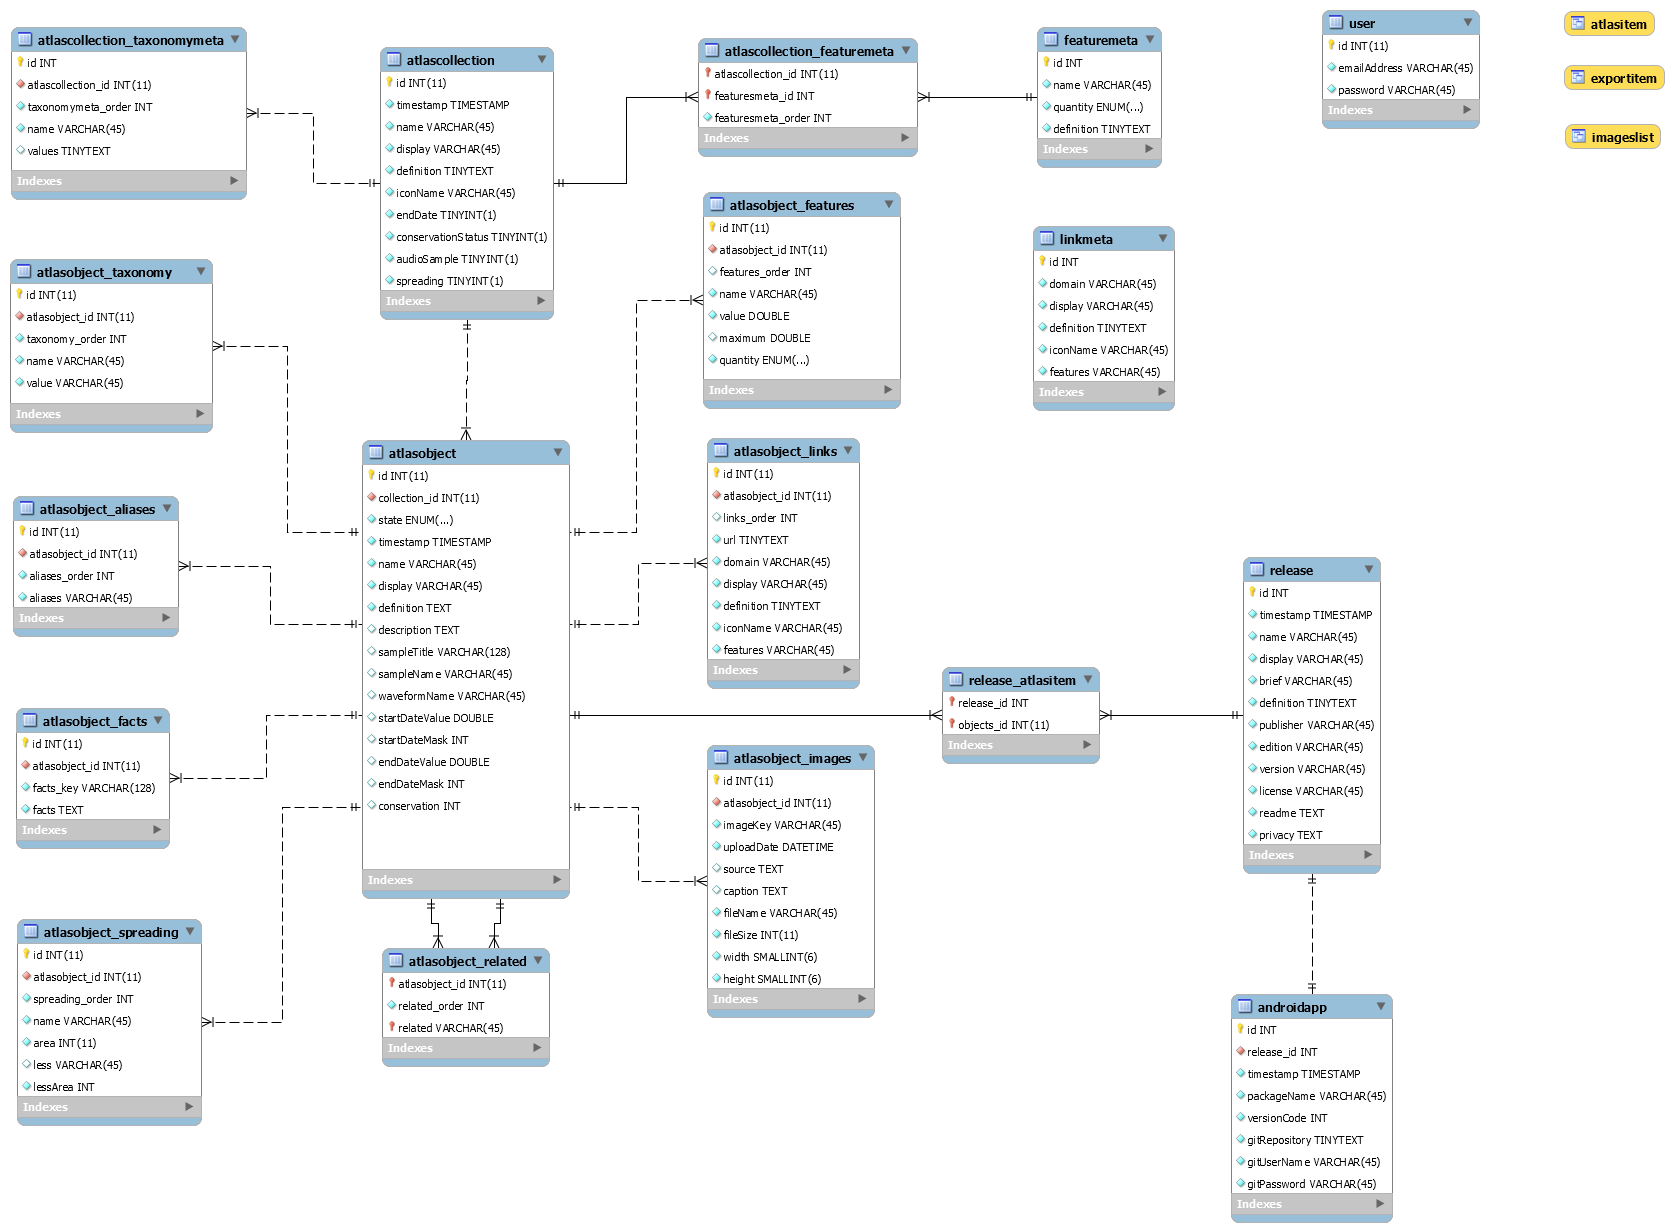 atlascollection_taxonomymeta
id INT
atlascollection_id INT(11)
taxonomymeta_order INT
name VARCHAR(45)
values TINYTEXT
Indexes
atlascollection
id INT(11)
timestamp TIMESTAMP
name VARCHAR(45)
display VARCHAR(45)
definition TINYTEXT
iconName VARCHAR(45)
endDate TINYINT(1)
conservationStatus TINYINT(1)
audioSample TINYINT(1)
spreading TINYINT(1)
Indexes
atlascollection_featuremeta
atlascollection_id INT(11)
featuresmeta_id INT
featuresmeta_order INT
Indexes
featuremeta
id INT
name VARCHAR(45)
quantity ENUM(...)
definition TINYTEXT
Indexes
user
id INT(11)
emailAddress VARCHAR(45)
password VARCHAR(45)
Indexes
atlasitem
exportitem
imageslist
atlasobject_taxonomy
id INT(11)
atlasobject_id INT(11)
taxonomy_order INT
name VARCHAR(45)
value VARCHAR(45)
Indexes
atlasobject_features
id INT(11)
atlasobject_id INT(11)
features_order INT
name VARCHAR(45)
value DOUBLE
maximum DOUBLE
quantity ENUM(...)
Indexes
linkmeta
id INT
domain VARCHAR(45)
display VARCHAR(45)
definition TINYTEXT
iconName VARCHAR(45)
features VARCHAR(45)
Indexes
atlasobject
id INT(11)
collection_id INT(11)
state ENUM(...)
timestamp TIMESTAMP
name VARCHAR(45)
display VARCHAR(45)
definition TEXT
description TEXT
sampleTitle VARCHAR(128)
sampleName VARCHAR(45)
waveformName VARCHAR(45)
startDateValue DOUBLE
startDateMask INT
endDateValue DOUBLE
endDateMask INT
conservation INT
Indexes
atlasobject_aliases
id INT(11)
atlasobject_id INT(11)
aliases_order INT
aliases VARCHAR(45)
Indexes
atlasobject_links
id INT(11)
atlasobject_id INT(11)
links_order INT
url TINYTEXT
domain VARCHAR(45)
display VARCHAR(45)
definition TINYTEXT
iconName VARCHAR(45)
features VARCHAR(45)
Indexes
release
id INT
timestamp TIMESTAMP
name VARCHAR(45)
display VARCHAR(45)
brief VARCHAR(45)
definition TINYTEXT
publisher VARCHAR(45)
edition VARCHAR(45)
version VARCHAR(45)
license VARCHAR(45)
readme TEXT
privacy TEXT
Indexes
release_atlasitem
release_id INT
objects_id INT(11)
Indexes
atlasobject_facts
id INT(11)
atlasobject_id INT(11)
facts_key VARCHAR(128)
facts TEXT
Indexes
atlasobject_images
id INT(11)
atlasobject_id INT(11)
imageKey VARCHAR(45)
uploadDate DATETIME
source TEXT
caption TEXT
fileName VARCHAR(45)
fileSize INT(11)
width SMALLINT(6)
height SMALLINT(6)
Indexes
atlasobject_spreading
id INT(11)
atlasobject_id INT(11)
spreading_order INT
name VARCHAR(45)
area INT(11)
less VARCHAR(45)
lessArea INT
Indexes
atlasobject_related
atlasobject_id INT(11)
related_order INT
related VARCHAR(45)
Indexes
androidapp
id INT
release_id INT
timestamp TIMESTAMP
packageName VARCHAR(45)
versionCode INT
gitRepository TINYTEXT
gitUserName VARCHAR(45)
gitPassword VARCHAR(45)
Indexes